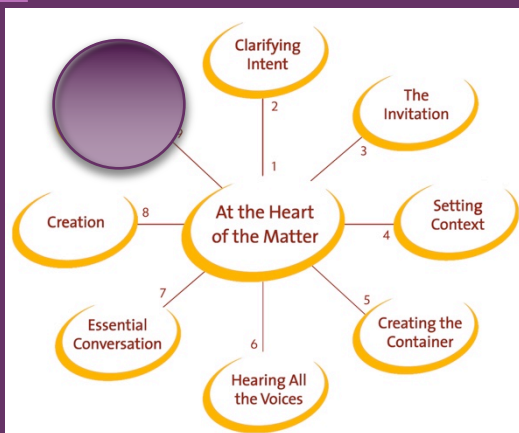 Clarifying
Intent
2
The
Invitation
3
1
Setting
Context
4
At the Heart
of the Matter
Creation
8
5
Creating the
Container
7
Essential
Conversation
6
Hearing All
the Voices